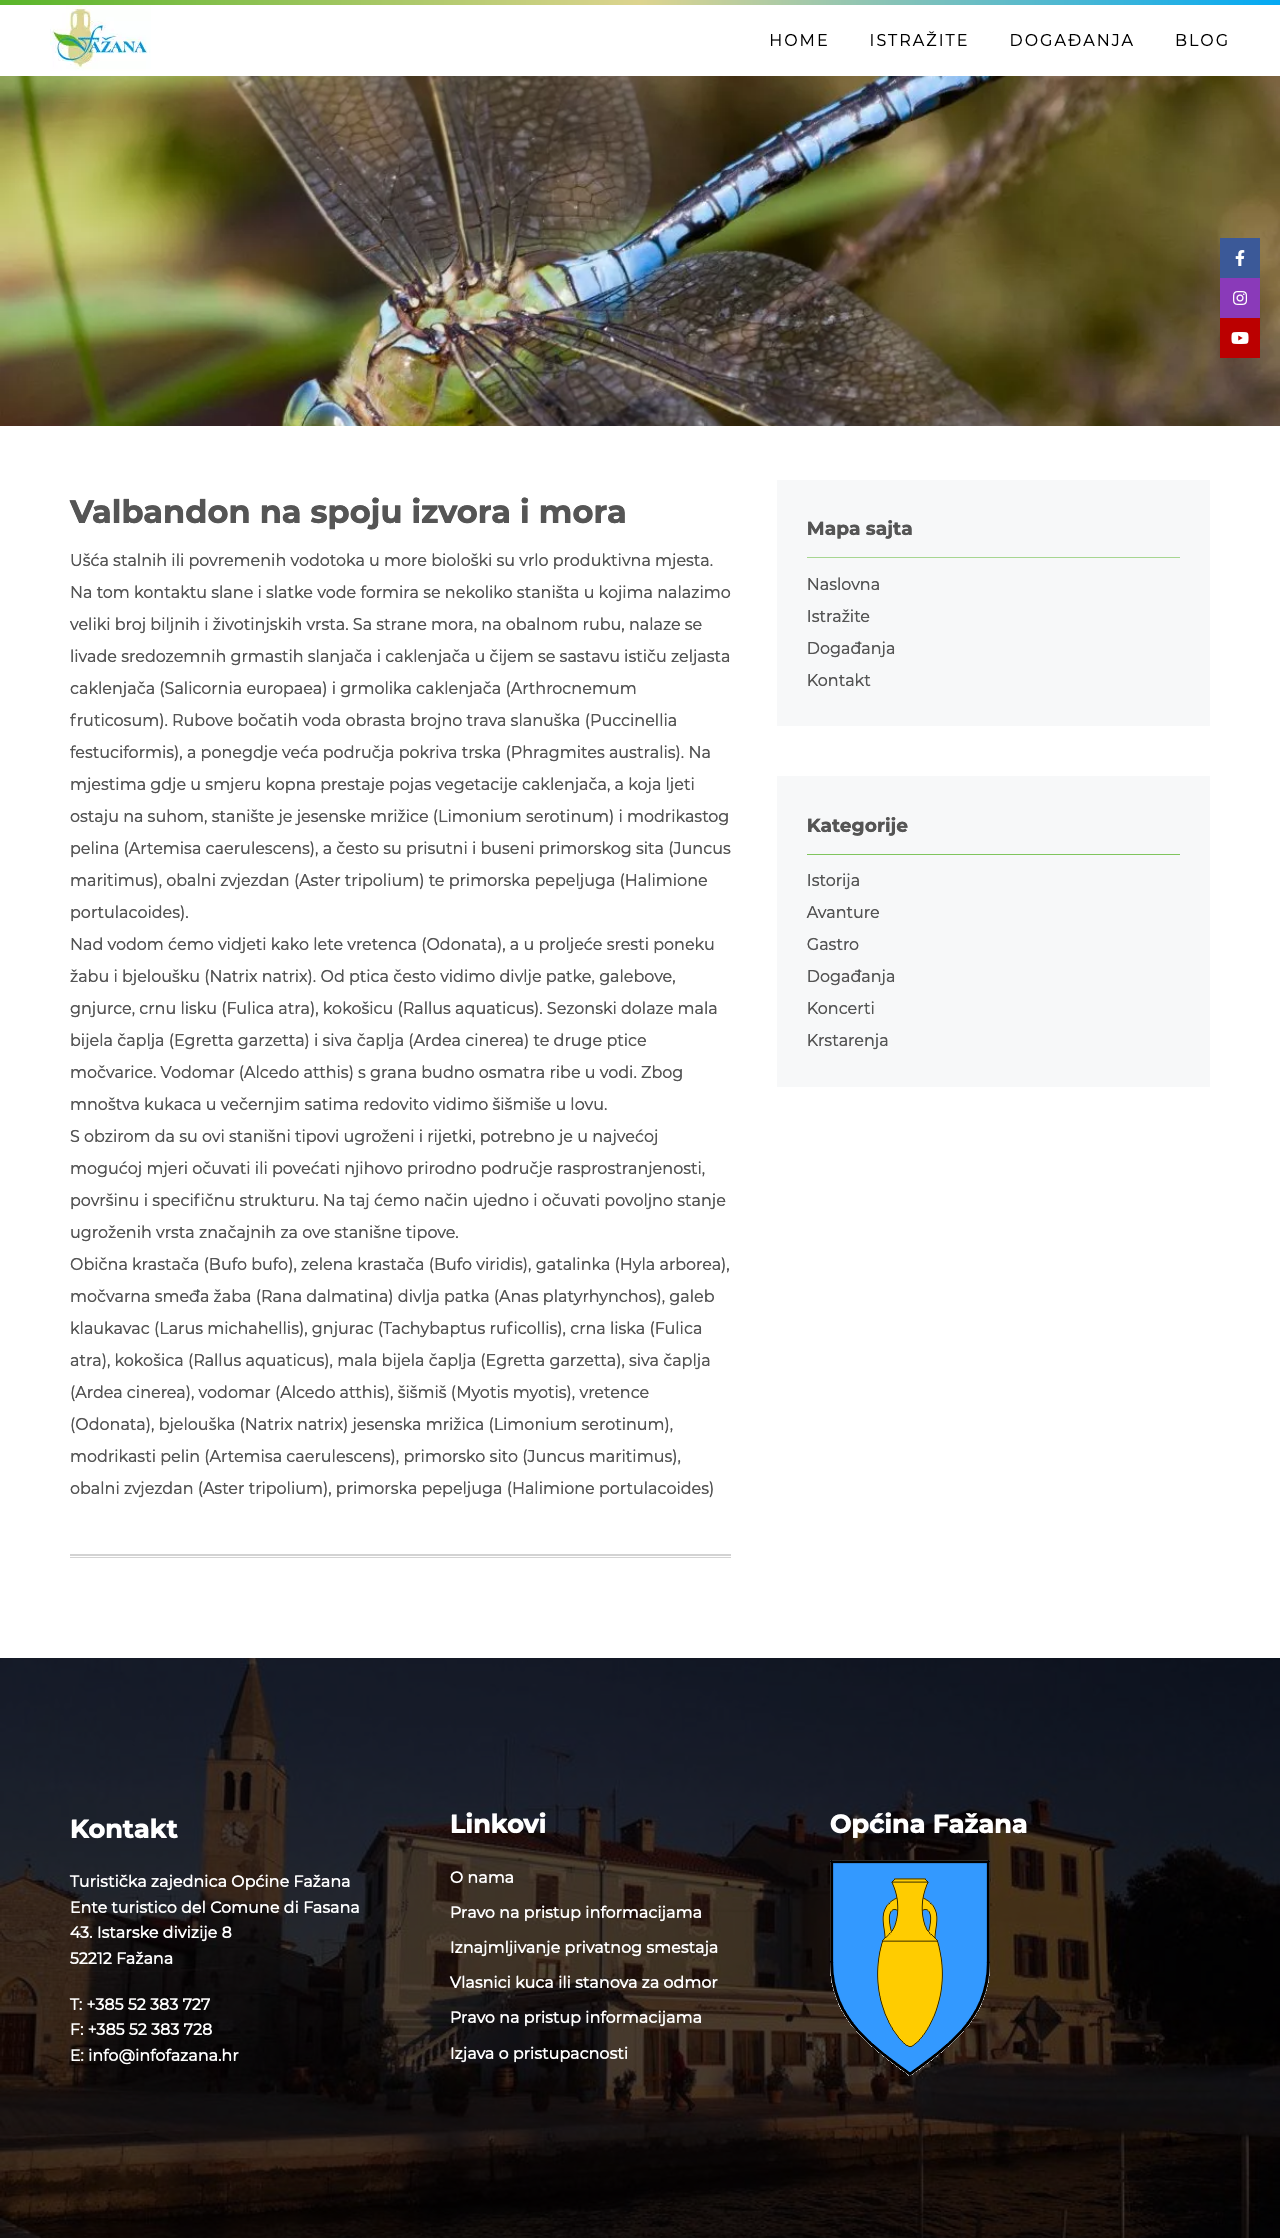 FAŽANA
HOME ISTRAŽITE DOGAĐANJA BLOG
Valbandon na spoju izvora i mora
Ušća stalnih ili povremenih vodotoka u more biološki su vrlo produktivna mjesta.
Na tom kontaktu slane i slatke vode formira se nekoliko staništa u kojima nalazimo
veliki broj biljnih i životinjskih vrsta. Sa strane mora, na obalnom rubu, nalaze se
livade sredozemnih grmastih slanjača i caklenjača u čijem se sastavu ističu zeljasta
caklenjača (Salicornia europaea) i grmolika caklenjača (Arthrocnemum
fruticosum). Rubove bočatih voda obrasta brojno trava slanuška (Puccinellia
festuciformis), a ponegdje veća područja pokriva trska (Phragmites australis). Na
mjestima gdje u smjeru kopna prestaje pojas vegetacije caklenjača, a koja ljeti
ostaju na suhom, stanište je jesenske mrižice (Limonium serotinum) i modrikastog
pelina (Artemisa caerulescens), a često su prisutni i buseni primorskog sita (Juncus
maritimus), obalni zvjezdan (Aster tripolium) te primorska pepeljuga (Halimione
portulacoides).
Nad vodom ćemo vidjeti kako lete vretenca (Odonata), a u proljeće sresti poneku
žabu i bjeloušku (Natrix natrix). Od ptica često vidimo divlje patke, galebove,
gnjurce, crnu lisku (Fulica atra), kokošicu (Rallus aquaticus). Sezonski dolaze mala
bijela čaplja (Egretta garzetta) i siva čaplja (Ardea cinerea) te druge ptice
močvarice. Vodomar (Alcedo atthis) s grana budno osmatra ribe u vodi. Zbog
mnoštva kukaca u večernjim satima redovito vidimo šišmiše u lovu.
S obzirom da su ovi stanišni tipovi ugroženi i rijetki, potrebno je u najvećoj
mogućoj mjeri očuvati ili povećati njihovo prirodno područje rasprostranjenosti,
površinu i specifičnu strukturu. Na taj ćemo način ujedno i očuvati povoljno stanje
ugroženih vrsta značajnih za ove stanišne tipove.
Obična krastača (Bufo bufo), zelena krastača (Bufo viridis), gatalinka (Hyla arborea),
močvarna smeđa žaba (Rana dalmatina) divlja patka (Anas platyrhynchos), galeb
klaukavac (Larus michahellis), gnjurac (Tachybaptus ruficollis), crna liska (Fulica
atra), kokošica (Rallus aquaticus), mala bijela čaplja (Egretta garzetta), siva čaplja
(Ardea cinerea), vodomar (Alcedo atthis), šišmiš (Myotis myotis), vretence
(Odonata), bjelouška (Natrix natrix) jesenska mrižica (Limonium serotinum),
modrikasti pelin (Artemisa caerulescens), primorsko sito (Juncus maritimus),
obalni zvjezdan (Aster tripolium), primorska pepeljuga (Halimione portulacoides)
Mapa sajta
Naslovna
Istražite
Događanja
Kontakt
Kategorije
Istorija
Avanture
Gastro
Događanja
Koncerti
Krstarenja
Kontakt
Turistička zajednica Općine Fažana
Ente turistico del Comune di Fasana
43. Istarske divizije 8
52212 Fažana
T: +385 52 383 727
F: +385 52 383 728
E: info@infofazana.hr
Linkovi
O nama
Pravo na pristup informacijama
Iznajmljivanje privatnog smestaja
Vlasnici kuca ili stanova za odmor
Pravo na pristup informacijama
Izjava o pristupacnosti
Općina Fažana